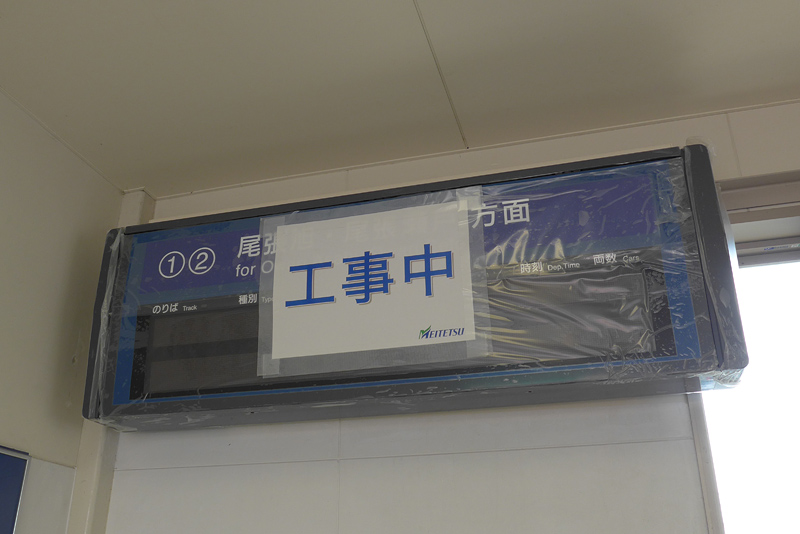 ①② 尾張 方面
for
のりば Track 種別 時刻 Dep.Time 両数 Cars
工事中
MEITETSU